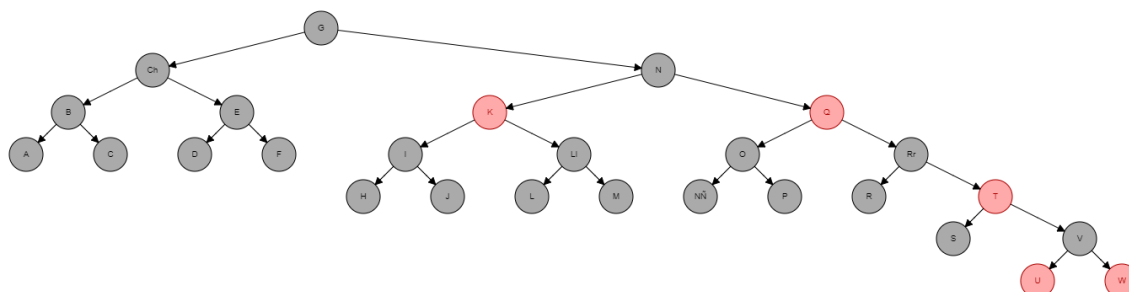 G
Ch N
B E K Q
A C D F I Ll O Rr
H J L M NÑ P R T
S V
U W